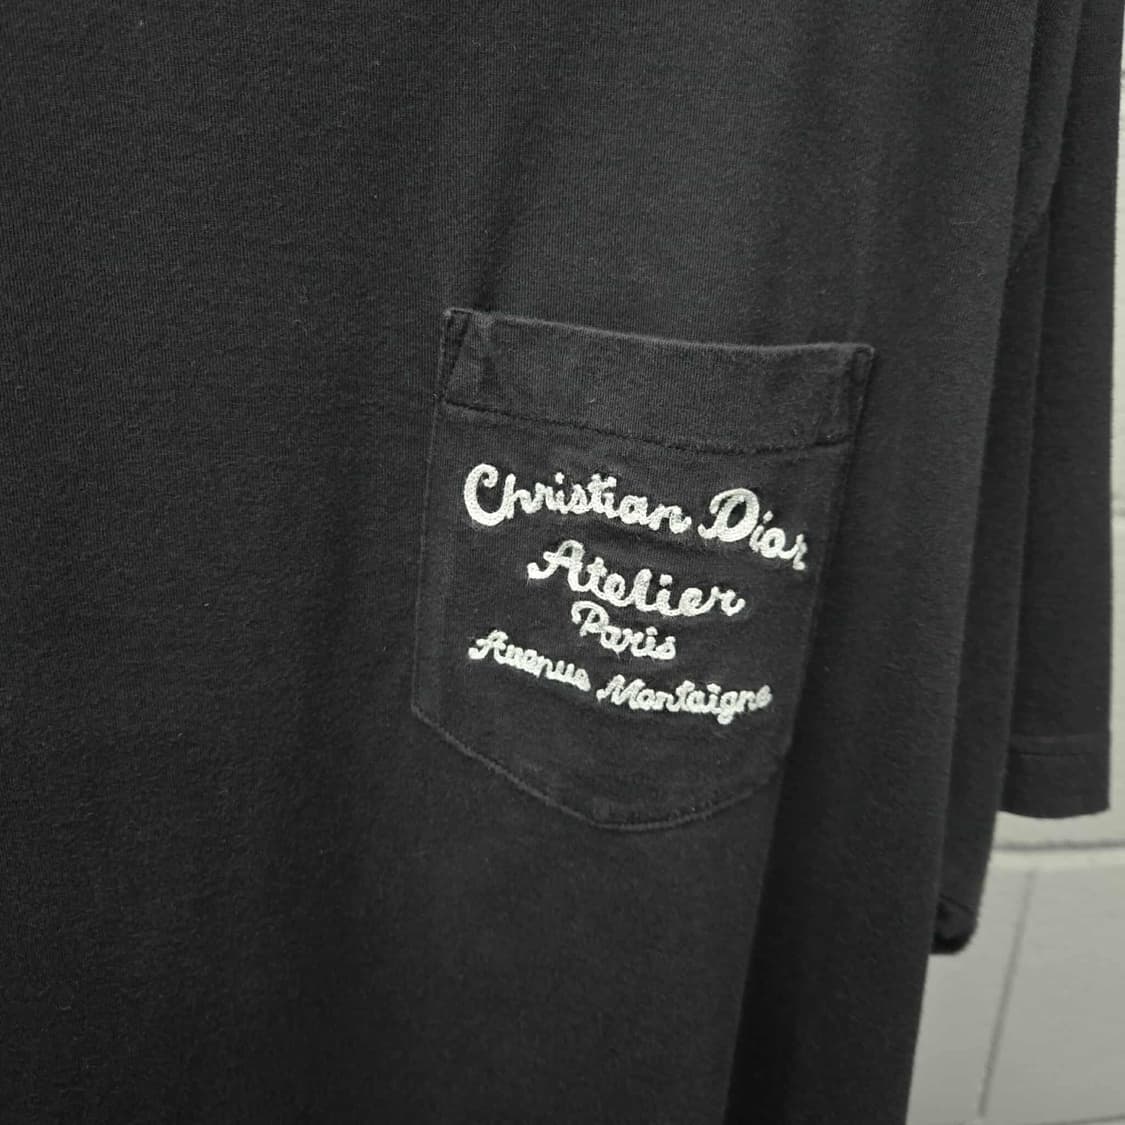 Christian Dior
Atelier
Paris
Avenue Montaigne